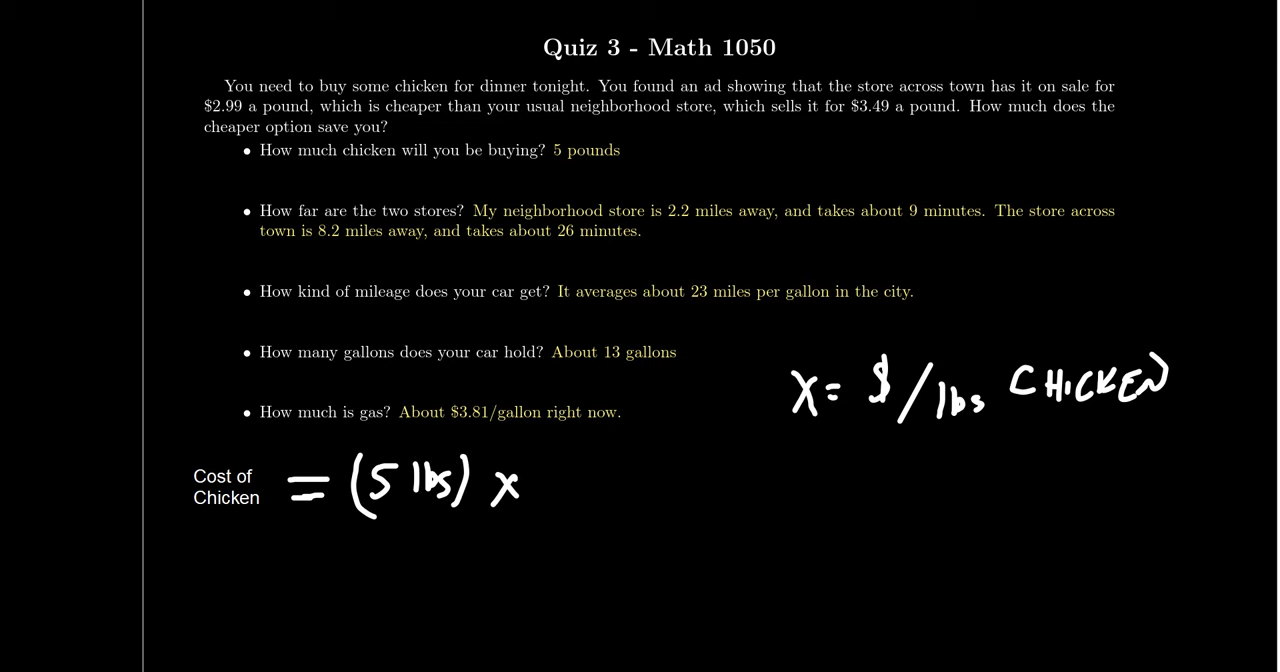 Quiz 3 - Math 1050
You need to buy some chicken for dinner tonight. You found an ad showing that the store across town has it on sale for
$2.99 a pound, which is cheaper than your usual neighborhood store, which sells it for $3.49 a pound. How much does the
cheaper option save you?
• How much chicken will you be buying? 5 pounds
• How far are the two stores? My neighborhood store is 2.2 miles away, and takes about 9 minutes. The store across
town is 8.2 miles away, and takes about 26 minutes.
• How kind of mileage does your car get? It averages about 23 miles per gallon in the city.
• How many gallons does your car hold? About 13 gallons
X = $/lbs CHICKEN
• How much is gas? About $3.81/gallon right now.
Cost of
Chicken = (5 lbs) x